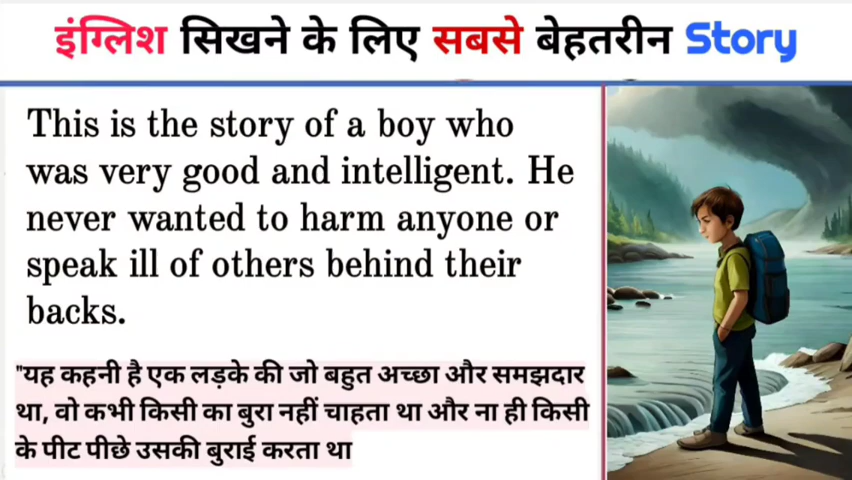 इंग्लिश सिखने के लिए सबसे बेहतरीन Story
This is the story of a boy who
was very good and intelligent. He
never wanted to harm anyone or
speak ill of others behind their
backs.
"यह कहनी है एक लड़के की जो बहुत अच्छा और समझदार
था, वो कभी किसी का बुरा नहीं चाहता था और ना ही किसी
के पीट पीछे उसकी बुराई करता था